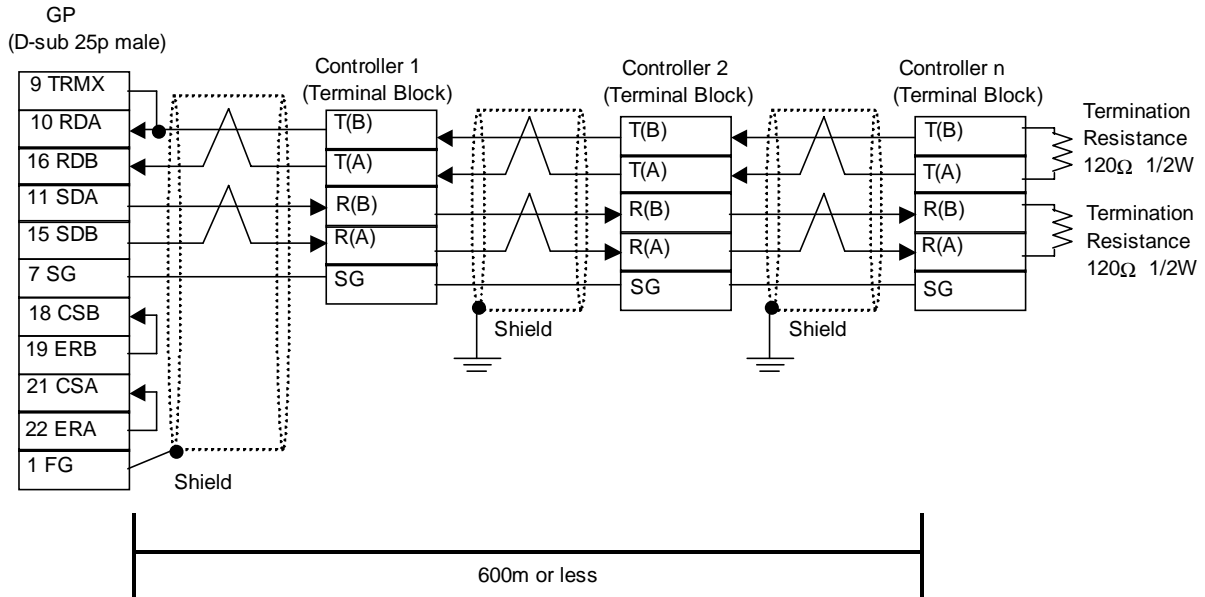 GP
(D-sub 25p male)
9 TRMX
10 RDA
16 RDB
11 SDA
15 SDB
7 SG
18 CSB
19 ERB
21 CSA
22 ERA
1 FG
Shield
Controller 1
(Terminal Block)
T(B)
T(A)
R(B)
R(A)
SG
Shield
Controller 2
(Terminal Block)
T(B)
T(A)
R(B)
R(A)
SG
Shield
Controller n
(Terminal Block)
T(B)
T(A)
R(B)
R(A)
SG
Termination
Resistance
120Ω 1/2W
Termination
Resistance
120Ω 1/2W
600m or less